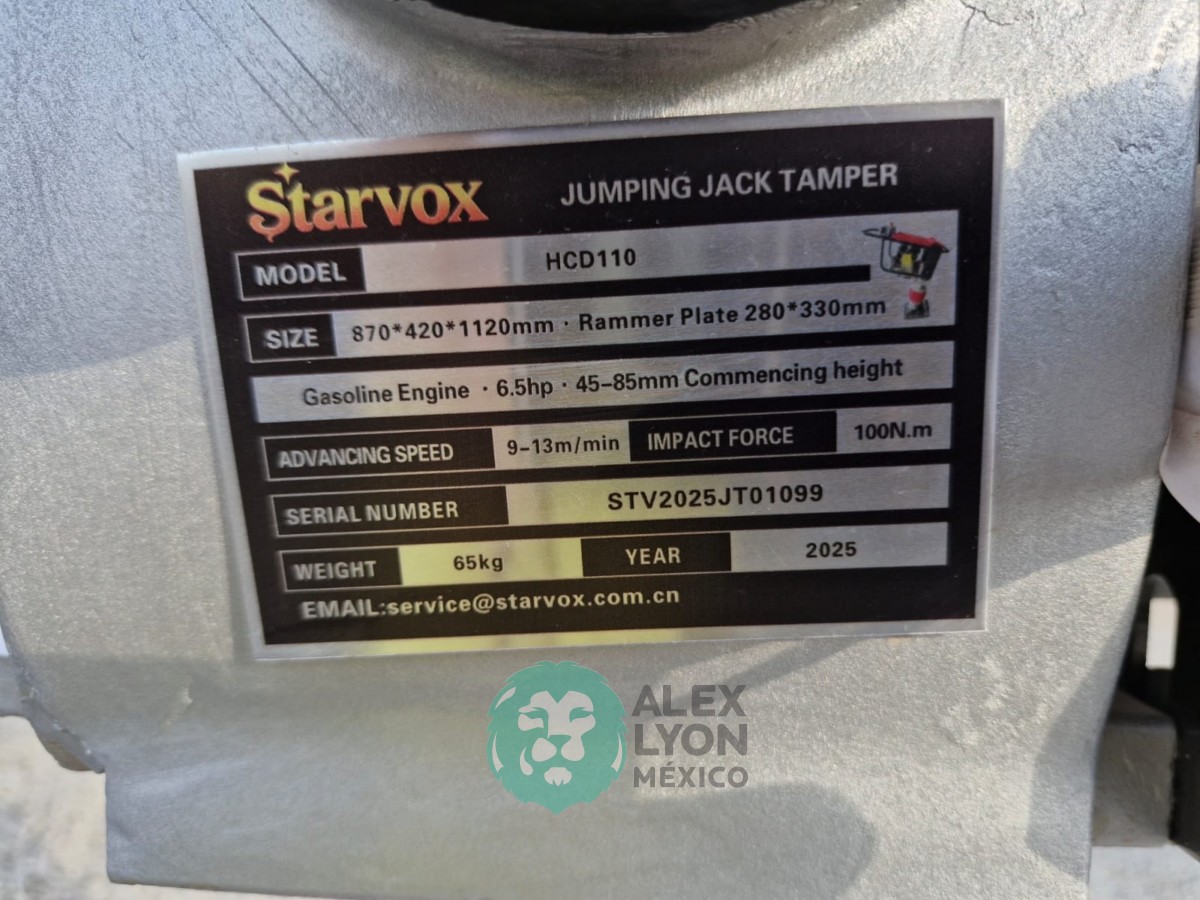 Starvox JUMPING JACK TAMPER
MODEL HCD110
SIZE 870*420*1120mm · Rammer Plate 280*330mm
Gasoline Engine · 6.5hp · 45-85mm Commencing height
ADVANCING SPEED 9-13m/min IMPACT FORCE 100N.m
SERIAL NUMBER STV2025JT01099
WEIGHT 65kg YEAR 2025
EMAIL:service@starvox.com.cn
ALEX
LYON
MÉXICO